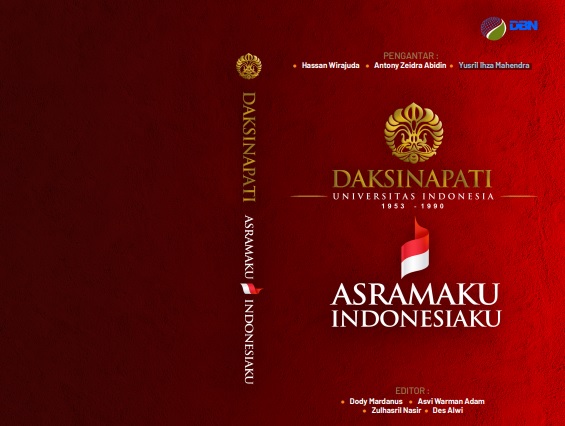 DBN
PENGANTAR :
• Hassan Wirajuda • Antony Zeidra Abidin • Yusril Ihza Mahendra
DAKSINAPATI
UNIVERSITAS INDONESIA
1953 - 1990
ASRAMAKU
INDONESIAKU
EDITOR :
• Dody Mardanus • Asvi Warman Adam
• Zulhasril Nasir • Des Alwi
DAKSINAPATI ASRAMAKU INDONESIAKU